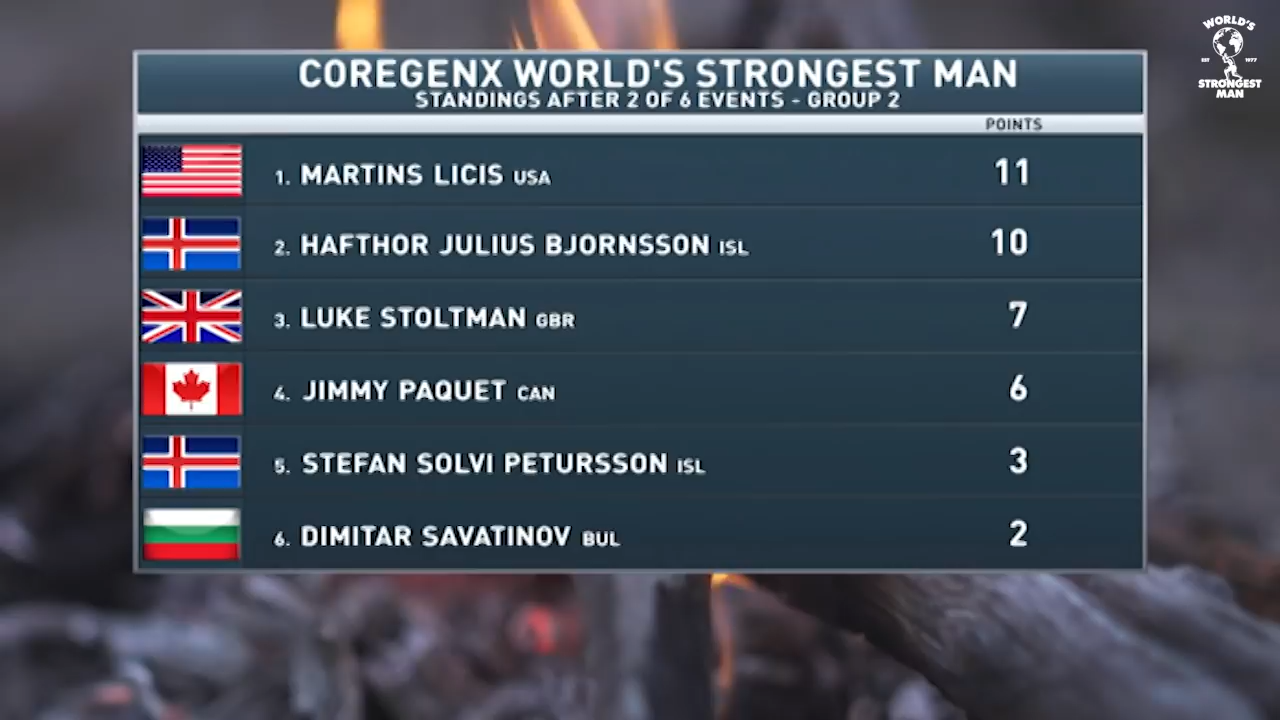 WORLD'S
EST 1977
STRONGEST
MAN
COREGENX WORLD'S STRONGEST MAN
STANDINGS AFTER 2 OF 6 EVENTS - GROUP 2
POINTS
1. MARTINS LICIS USA 11
2. HAFTHOR JULIUS BJORNSSON ISL 10
3. LUKE STOLTMAN GBR 7
4. JIMMY PAQUET CAN 6
5. STEFAN SOLVI PETURSSON ISL 3
6. DIMITAR SAVATINOV BUL 2